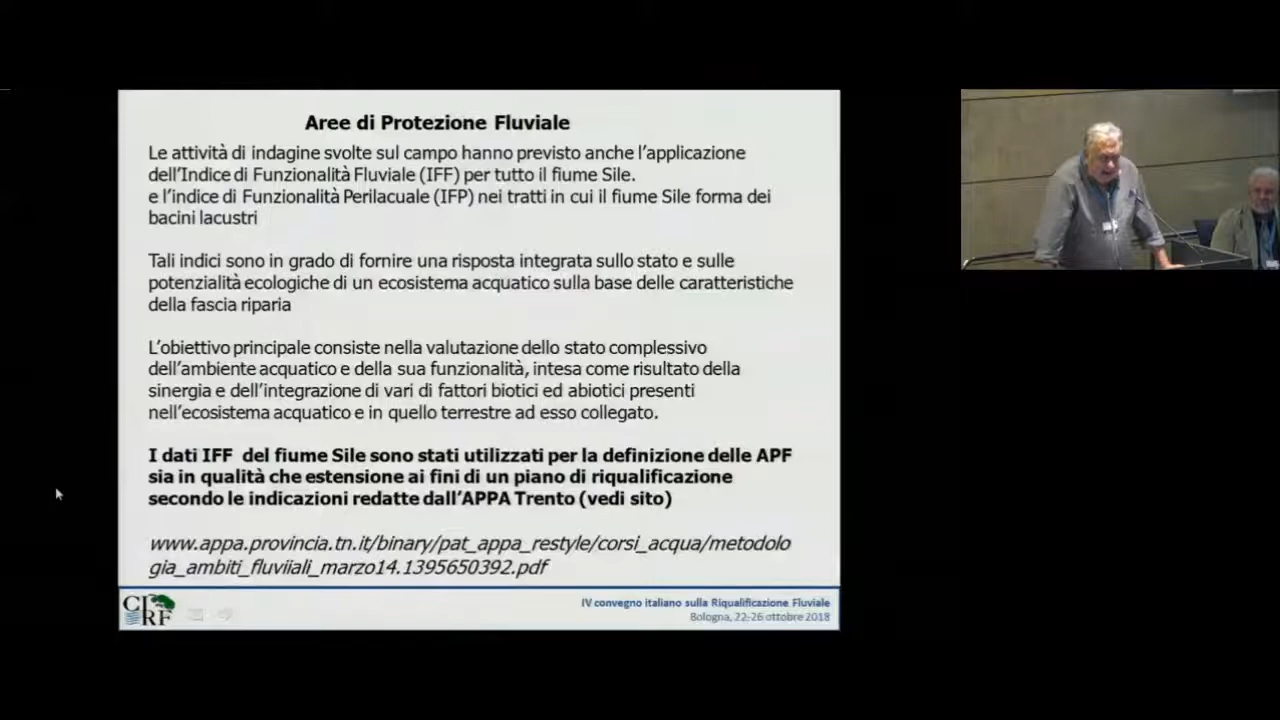 Aree di Protezione Fluviale
Le attività di indagine svolte sul campo hanno previsto anche l'applicazione
dell'Indice di Funzionalità Fluviale (IFF) per tutto il fiume Sile.
e l'indice di Funzionalità Perilacuale (IFP) nei tratti in cui il fiume Sile forma dei
bacini lacustri
Tali indici sono in grado di fornire una risposta integrata sullo stato e sulle
potenzialità ecologiche di un ecosistema acquatico sulla base delle caratteristiche
della fascia riparia
L'obiettivo principale consiste nella valutazione dello stato complessivo
dell'ambiente acquatico e della sua funzionalità, intesa come risultato della
sinergia e dell'integrazione di vari di fattori biotici ed abiotici presenti
nell'ecosistema acquatico e in quello terrestre ad esso collegato.
I dati IFF del fiume Sile sono stati utilizzati per la definizione delle APF
sia in qualità che estensione ai fini di un piano di riqualificazione
secondo le indicazioni redatte dall'APPA Trento (vedi sito)
www.appa.provincia.tn.it/binary/pat_appa_restyle/corsi_acqua/metodolo
gia_ambiti_fluviiali_marzo14.1395650392.pdf
CIRF
IV convegno italiano sulla Riqualificazione Fluviale
Bologna, 22-26 ottobre 2018